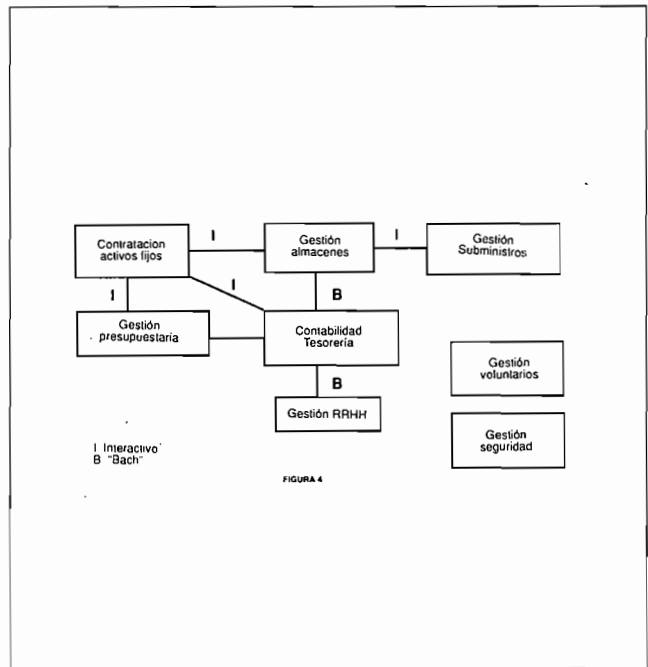 I
I
Contratacion
activos fijos
Gestión
almacenes
Gestión
Subministros
I
I
B
Gestión
presupuestaría
Contabilidad
Tesorería
Gestión
voluntarios
B
Gestión RRHH
Gestión
seguridad
I Interactivo
B "Bach"
FIGURA 4